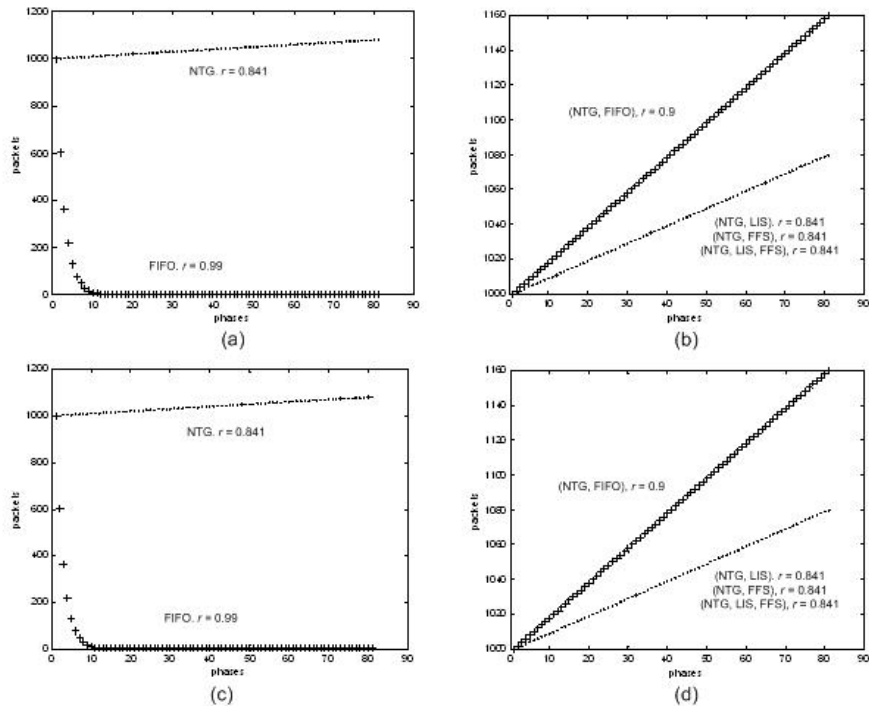 1200
1000
800
600
400
200
0
packets
NTG. r = 0.841
FIFO. r = 0.99
0 10 20 30 40 50 60 70 80 90
phases
(a)
1160
1140
1120
1100
1080
1060
1040
1020
1000
packets
(NTG, FIFO), r = 0.9
(NTG, LIS). r = 0.841
(NTG, FFS), r = 0.841
(NTG, LIS, FFS), r = 0.841
0 10 20 30 40 50 60 70 80 90
phases
(b)
1200
1000
800
600
400
200
0
packets
NTG. r = 0.841
FIFO. r = 0.99
0 10 20 30 40 50 60 70 80 90
phases
(c)
1160
1140
1120
1100
1080
1060
1040
1020
1000
packets
(NTG, FIFO), r = 0.9
(NTG, LIS). r = 0.841
(NTG, FFS), r = 0.841
(NTG, LIS, FFS), r = 0.841
0 10 20 30 40 50 60 70 80 90
phases
(d)